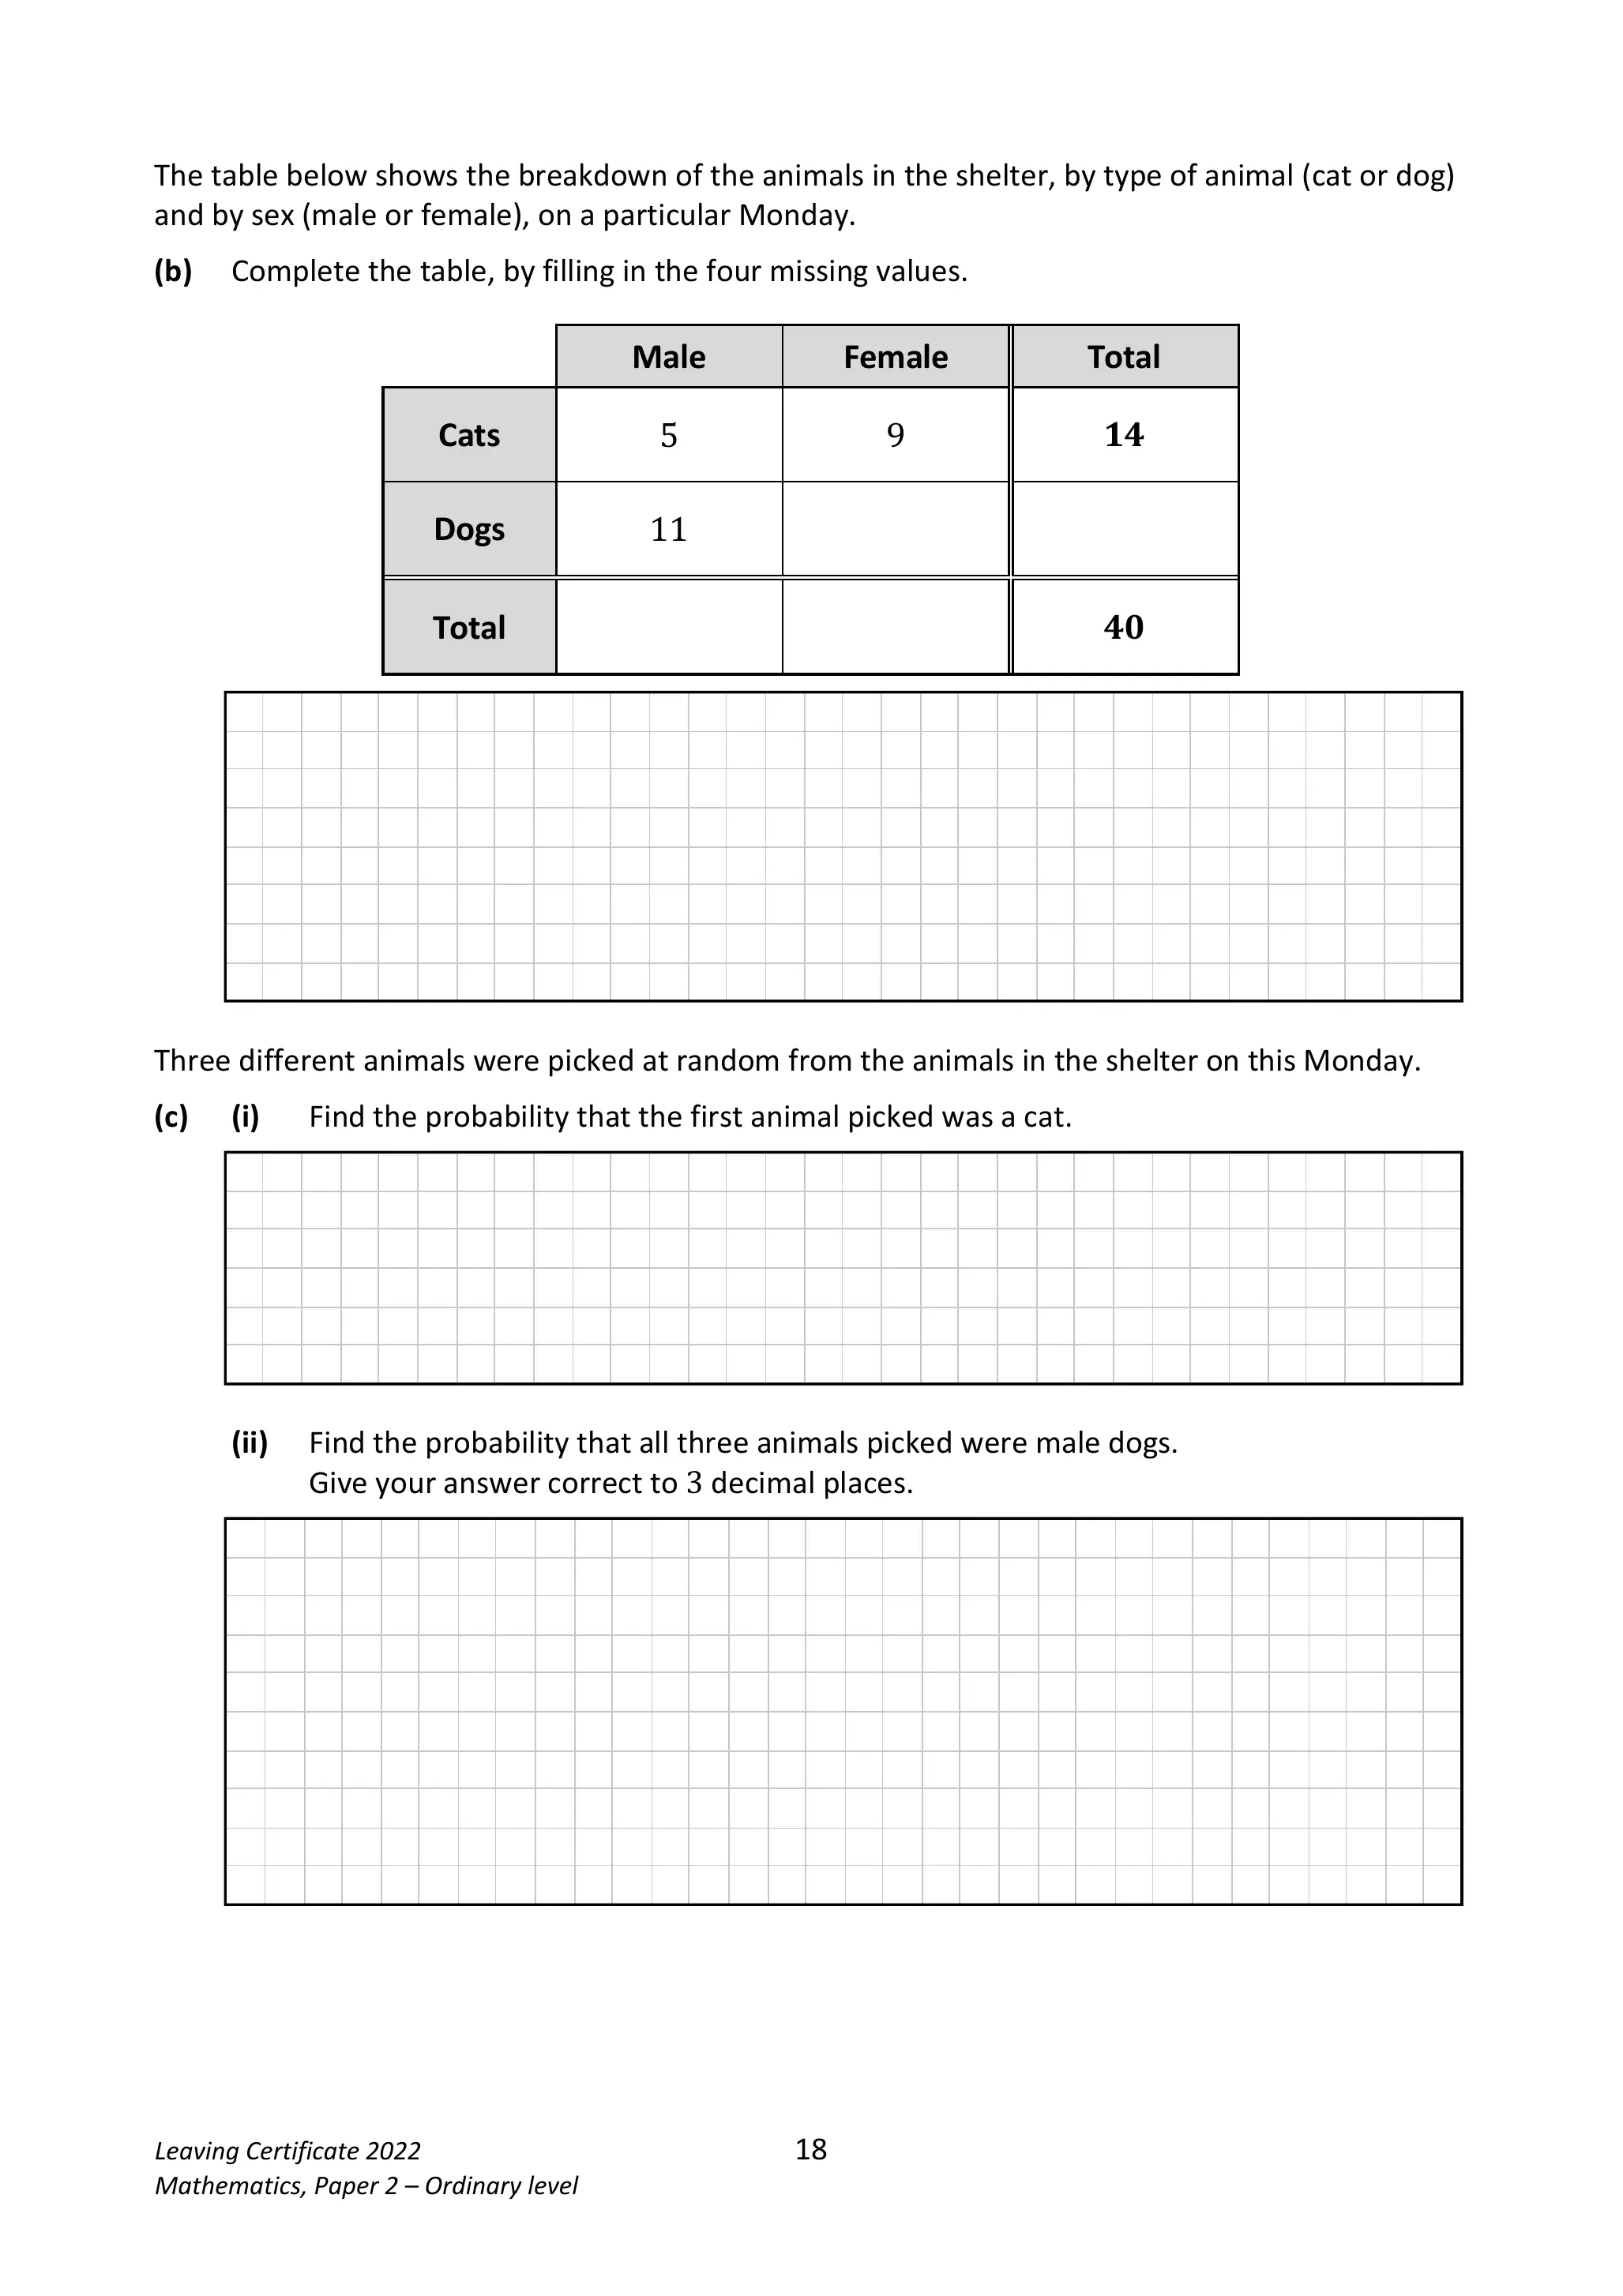 The table below shows the breakdown of the animals in the shelter, by type of animal (cat or dog)
and by sex (male or female), on a particular Monday.
(b) Complete the table, by filling in the four missing values.
Male Female Total
Cats 5 9 14
Dogs 11
Total 40
Three different animals were picked at random from the animals in the shelter on this Monday.
(c) (i) Find the probability that the first animal picked was a cat.
(ii) Find the probability that all three animals picked were male dogs.
Give your answer correct to 3 decimal places.
Leaving Certificate 2022 18
Mathematics, Paper 2 – Ordinary level